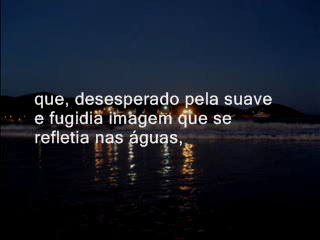 que, desesperado pela suave
e fugidia imagem que se
refletia nas águas,